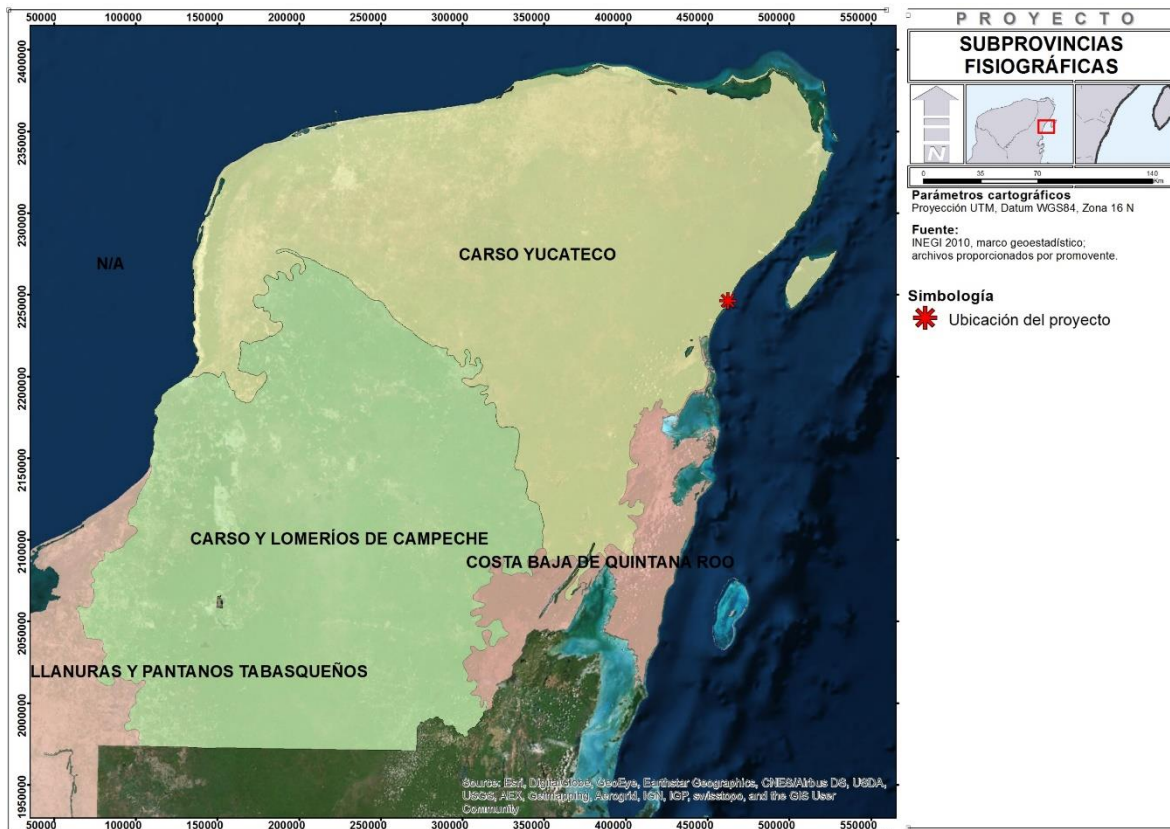 50000 100000 150000 200000 250000 300000 350000 400000 450000 500000 550000
2400000
2350000
2300000
2250000
2200000
2150000
2100000
2050000
2000000
1950000
N/A
CARSO YUCATECO
CARSO Y LOMERÍOS DE CAMPECHE
COSTA BAJA DE QUINTANA ROO
LLANURAS Y PANTANOS TABASQUEÑOS
Source: Esri, DigitalGlobe, GeoEye, Earthstar Geographics, CNES/Airbus DS, USDA,
USGS, AEX, Getmapping, Aerogrid, IGN, IGP, swisstopo, and the GIS User
Community
50000 100000 150000 200000 250000 300000 350000 400000 450000 500000 550000
PROYECTO
SUBPROVINCIAS
FISIOGRÁFICAS
N
0 35 70 140
Km
Parámetros cartográficos
Proyección UTM, Datum WGS84, Zona 16 N
Fuente:
INEGI 2010, marco geoestadístico;
archivos proporcionados por promovente.
Simbología
Ubicación del proyecto